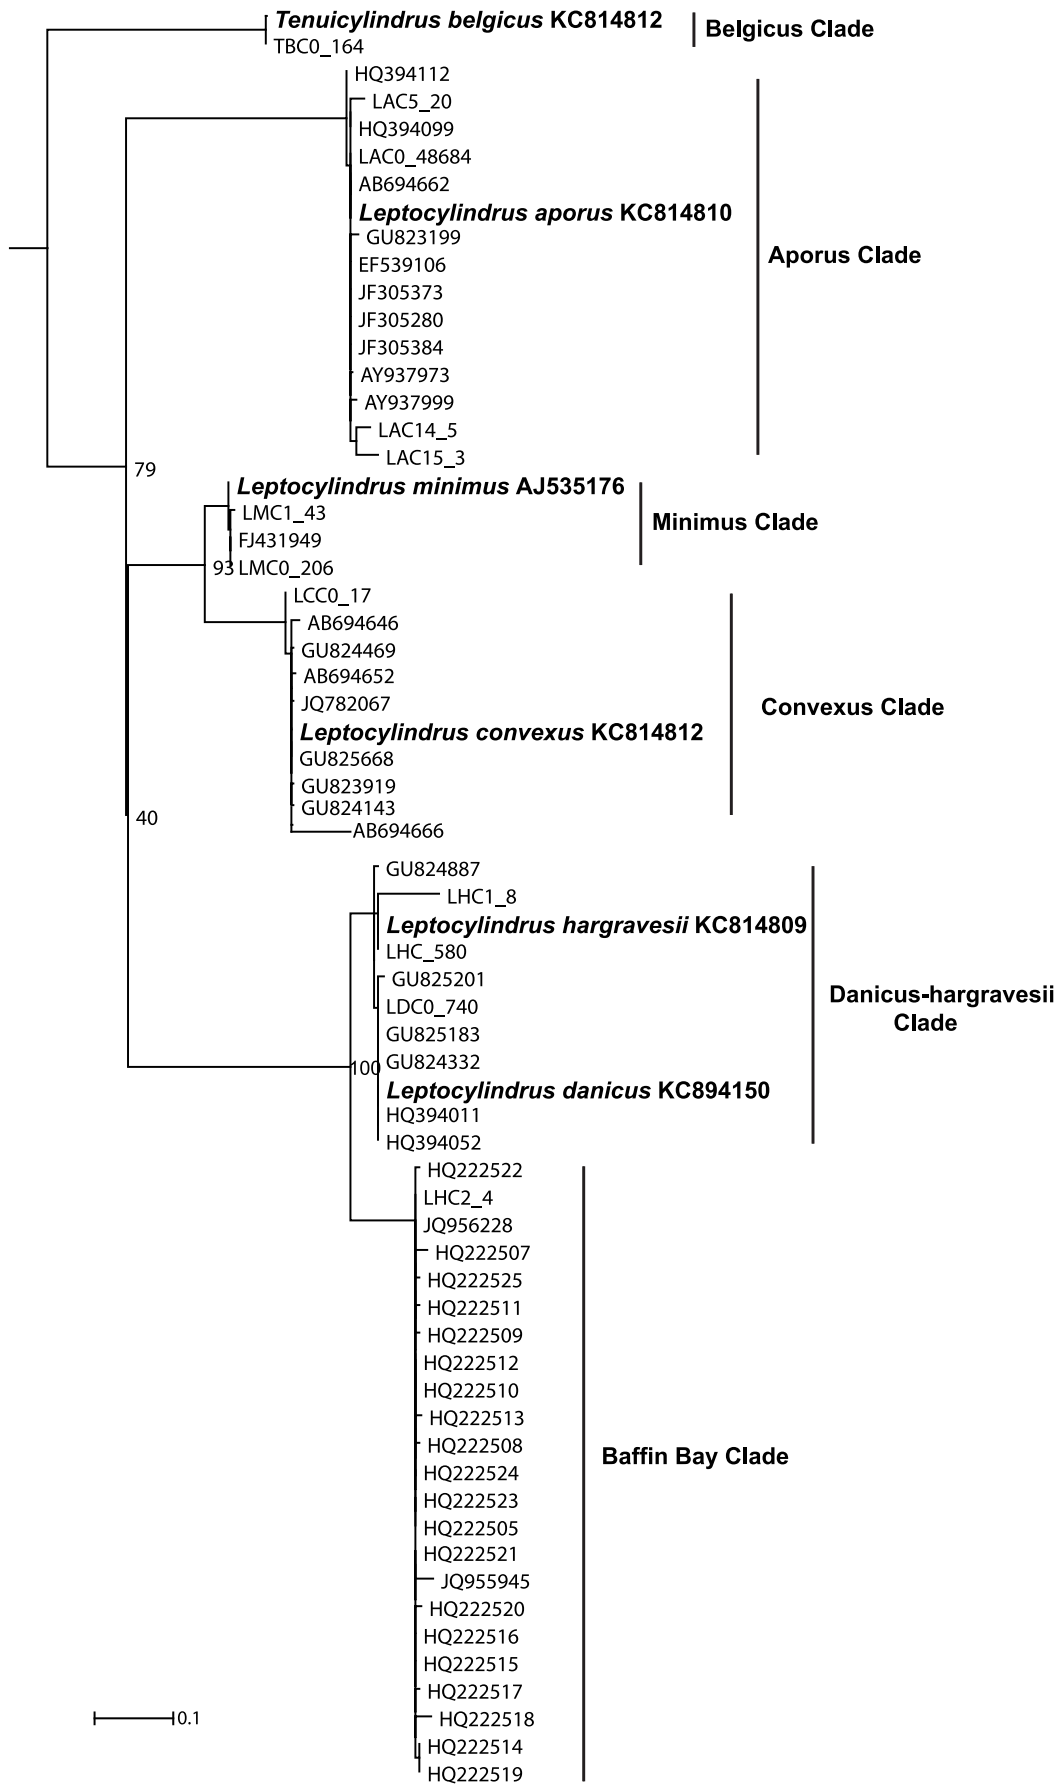 Tenuicylindrus belgicus KC814812
TBC0_164
Belgicus Clade
HQ394112
LAC5_20
HQ394099
LAC0_48684
AB694662
Leptocylindrus aporus KC814810
GU823199
EF539106
JF305373
JF305280
JF305384
AY937973
AY937999
LAC14_5
LAC15_3
Aporus Clade
79
Leptocylindrus minimus AJ535176
LMC1_43
FJ431949
93 LMC0_206
Minimus Clade
LCC0_17
AB694646
GU824469
AB694652
JQ782067
Leptocylindrus convexus KC814812
GU825668
GU823919
GU824143
AB694666
Convexus Clade
40
GU824887
LHC1_8
Leptocylindrus hargravesii KC814809
LHC_580
GU825201
LDC0_740
GU825183
GU824332
100
Leptocylindrus danicus KC894150
HQ394011
HQ394052
Danicus-hargravesii
Clade
HQ222522
LHC2_4
JQ956228
HQ222507
HQ222525
HQ222511
HQ222509
HQ222512
HQ222510
HQ222513
HQ222508
HQ222524
HQ222523
HQ222505
HQ222521
JQ955945
HQ222520
HQ222516
HQ222515
HQ222517
HQ222518
HQ222514
HQ222519
Baffin Bay Clade
0.1